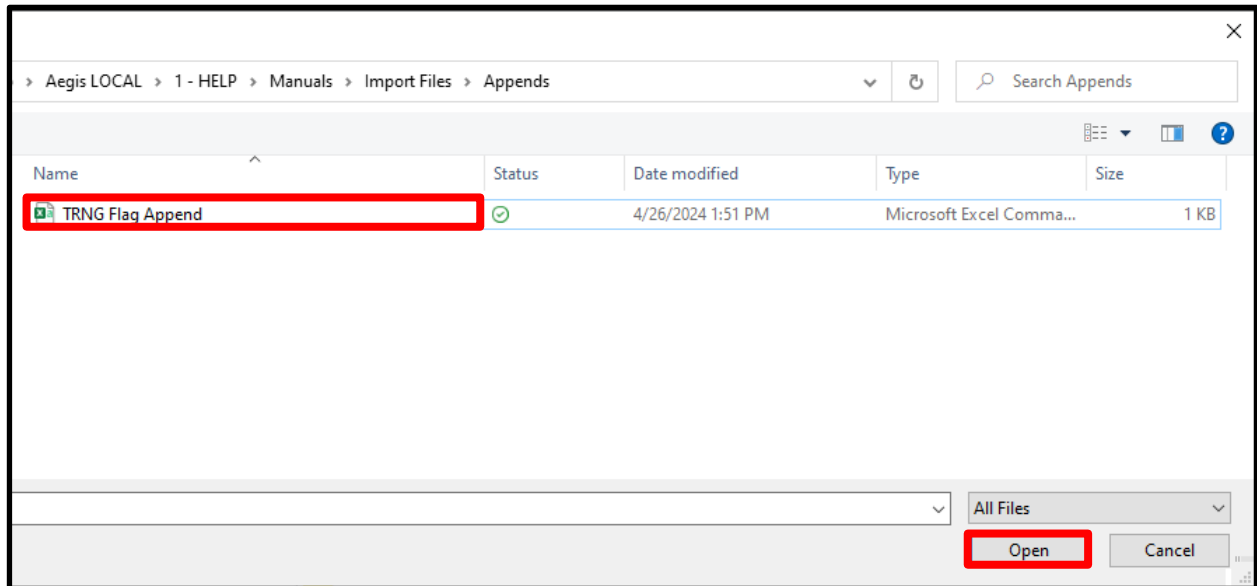 > Aegis LOCAL > 1 - HELP > Manuals > Import Files > Appends
Search Appends
Name Status Date modified Type Size
TRNG Flag Append 4/26/2024 1:51 PM Microsoft Excel Comma... 1 KB
All Files
Open Cancel